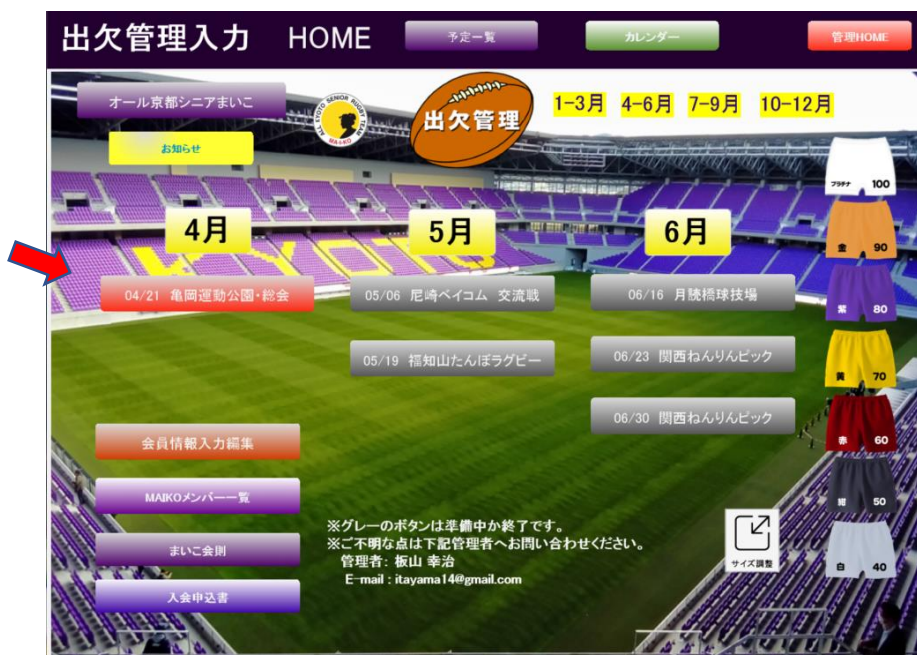 出欠管理入力 HOME 予定一覧 カレンダー 管理HOME
オール京都シニアまいこ
お知らせ
ALL KYOTO SENIOR RUGBY TEAM
MAIKO
出欠管理
1-3月 4-6月 7-9月 10-12月
4月 5月 6月
KYOTO
04/21 亀岡運動公園・総会
05/06 尼崎ベイコム 交流戦
06/16 月読橋球技場
05/19 福知山たんぼラグビー
06/23 関西ねんりんピック
06/30 関西ねんりんピック
会員情報入力編集
MAIKOメンバー一覧
まいこ会則
入会申込書
※グレーのボタンは準備中か終了です。
※ご不明な点は下記管理者へお問い合わせください。
管理者: 板山 幸治
E-mail : itayama14@gmail.com
サイズ調整
プラチナ 100
金 90
紫 80
黄 70
赤 60
紺 50
白 40